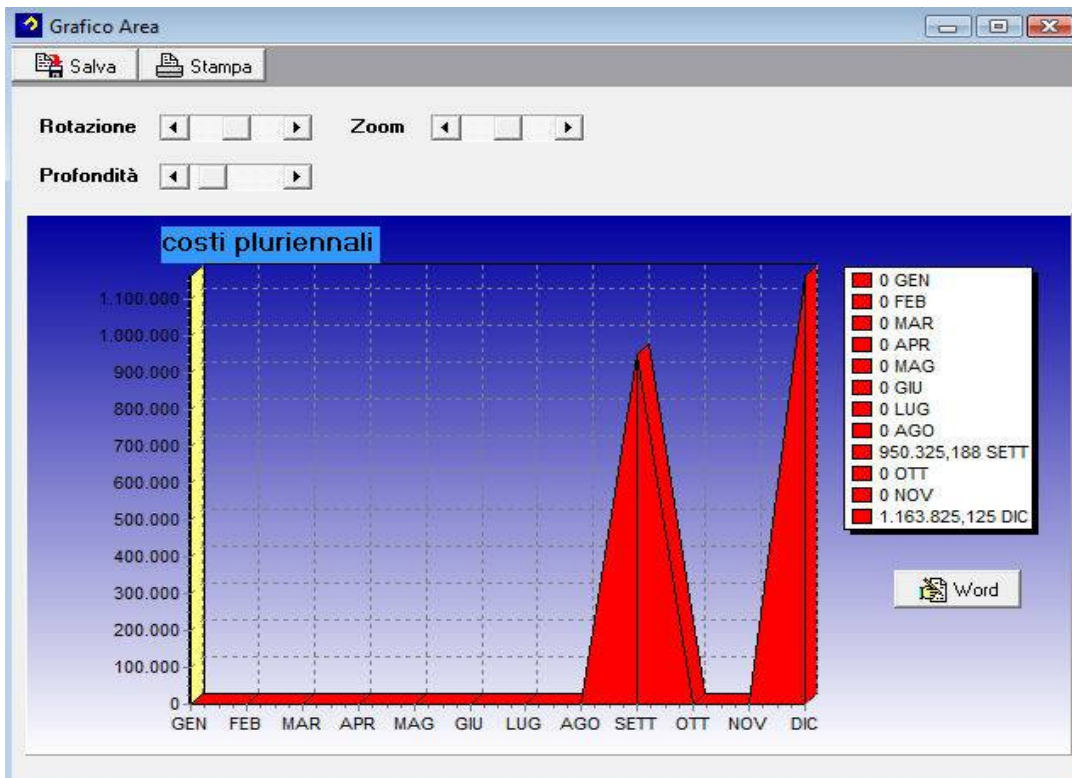 Grafico Area
Salva Stampa
Rotazione Zoom
Profondità
costi pluriennali
1.100.000
1.000.000
900.000
800.000
700.000
600.000
500.000
400.000
300.000
200.000
100.000
0
GEN FEB MAR APR MAG GIU LUG AGO SETT OTT NOV DIC
0 GEN
0 FEB
0 MAR
0 APR
0 MAG
0 GIU
0 LUG
0 AGO
950.325,188 SETT
0 OTT
0 NOV
1.163.825,125 DIC
Word